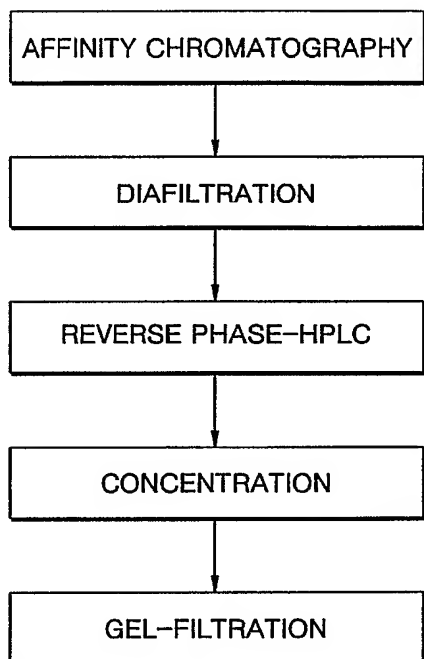 AFFINITY CHROMATOGRAPHY
DIAFILTRATION
REVERSE PHASE-HPLC
CONCENTRATION
GEL-FILTRATION